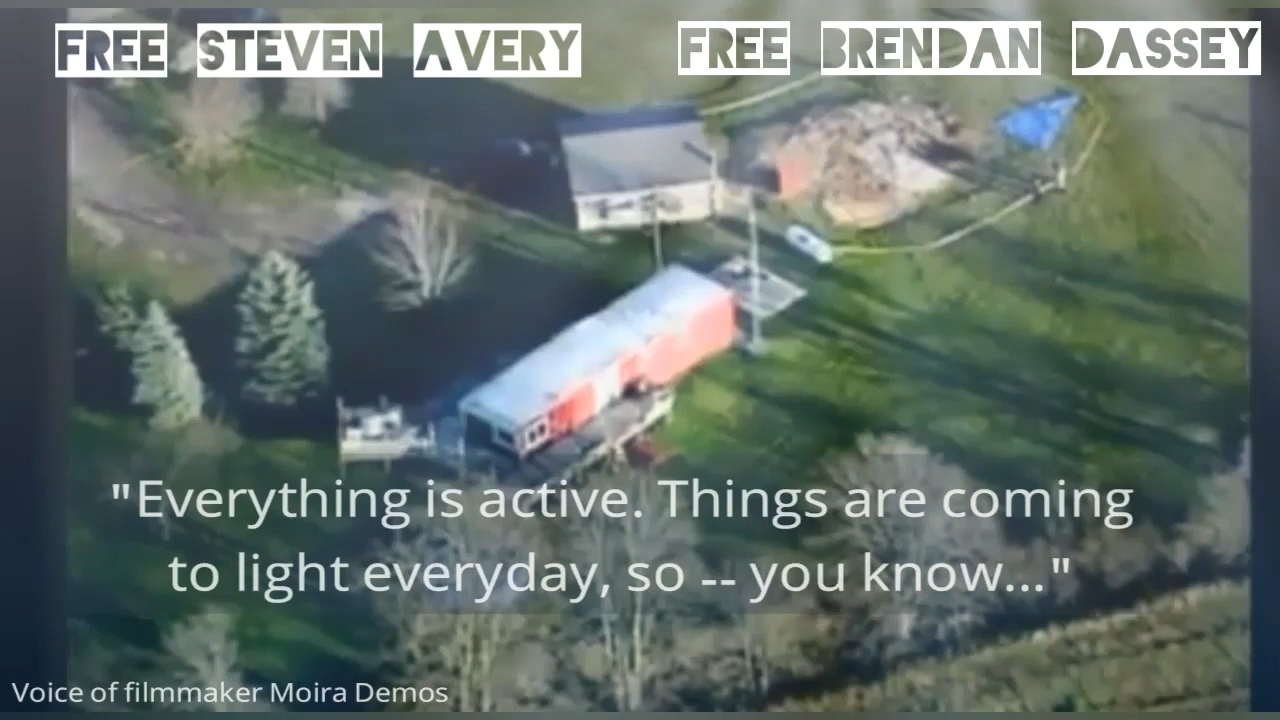 FREE STEVEN AVERY FREE BRENDAN DASSEY
"Everything is active. Things are coming
to light everyday, so -- you know..."
Voice of filmmaker Moira Demos